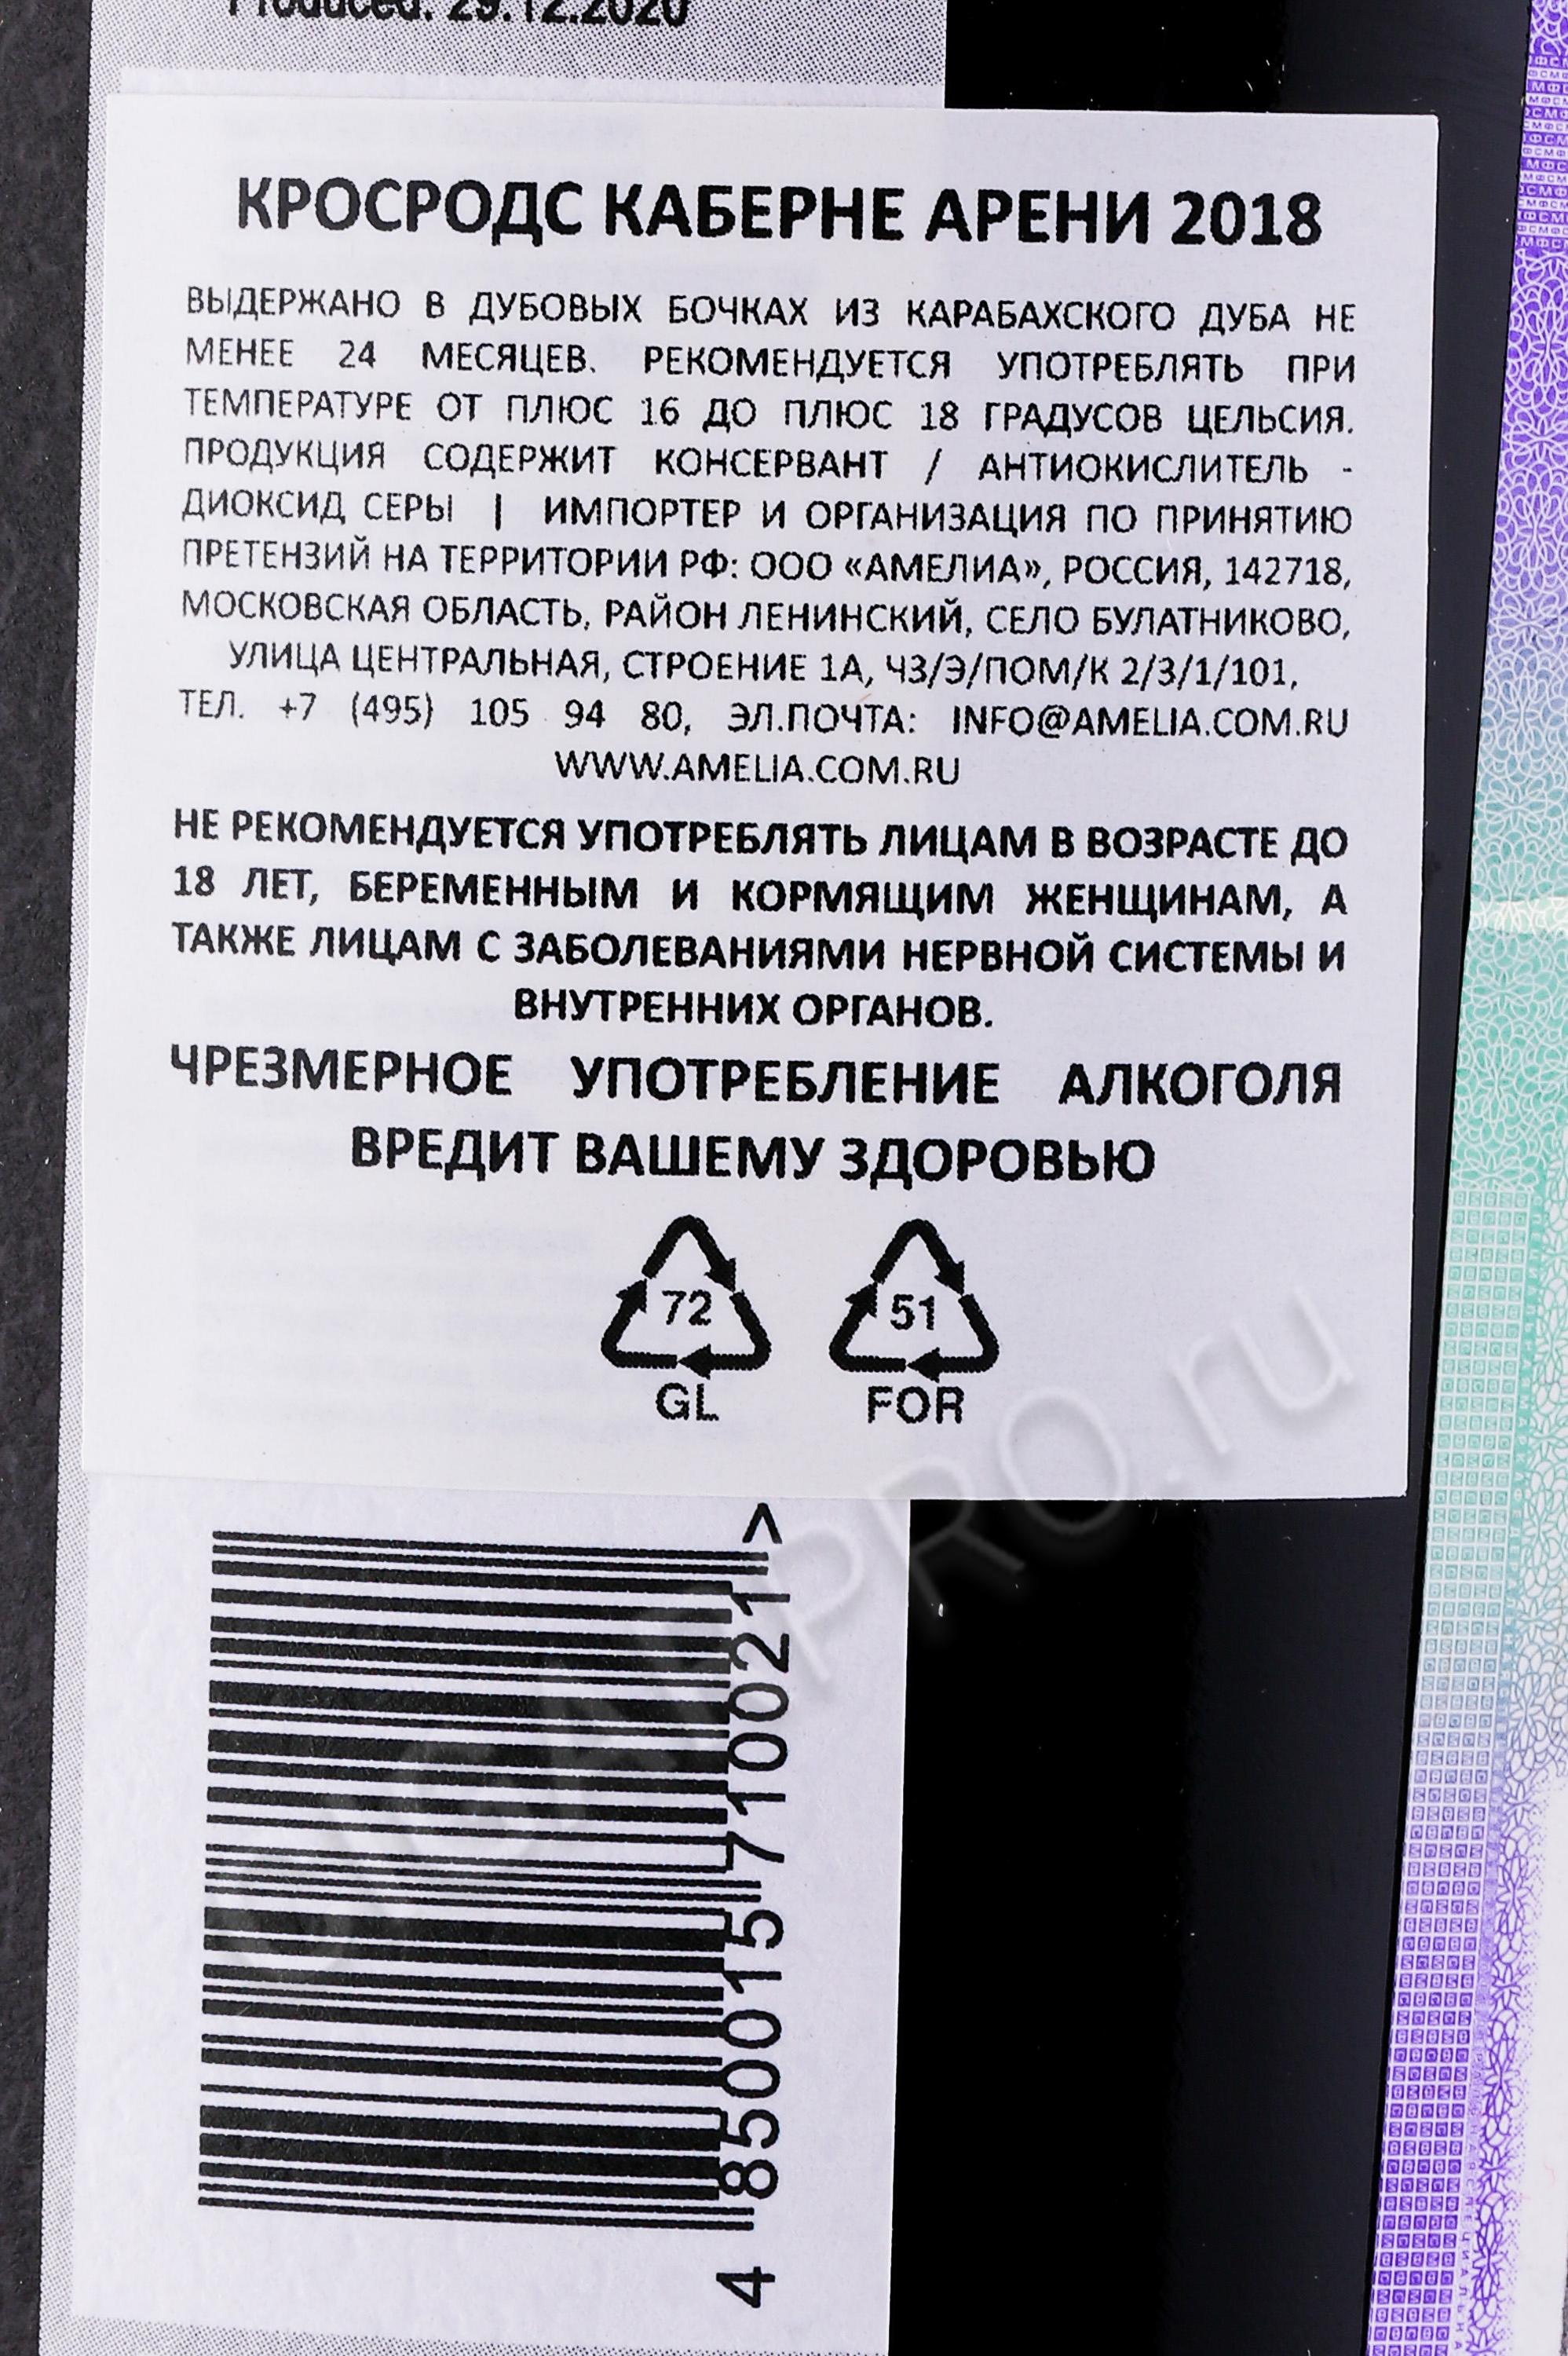 Produced: 29.12.2020
КРОСРОДС КАБЕРНЕ АРЕНИ 2018
ВЫДЕРЖАНО В ДУБОВЫХ БОЧКАХ ИЗ КАРАБАХСКОГО ДУБА НЕ
МЕНЕЕ 24 МЕСЯЦЕВ. РЕКОМЕНДУЕТСЯ УПОТРЕБЛЯТЬ ПРИ
ТЕМПЕРАТУРЕ ОТ ПЛЮС 16 ДО ПЛЮС 18 ГРАДУСОВ ЦЕЛЬСИЯ.
ПРОДУКЦИЯ СОДЕРЖИТ КОНСЕРВАНТ / АНТИОКИСЛИТЕЛЬ -
ДИОКСИД СЕРЫ | ИМПОРТЕР И ОРГАНИЗАЦИЯ ПО ПРИНЯТИЮ
ПРЕТЕНЗИЙ НА ТЕРРИТОРИИ РФ: ООО «АМЕЛИА», РОССИЯ, 142718,
МОСКОВСКАЯ ОБЛАСТЬ, РАЙОН ЛЕНИНСКИЙ, СЕЛО БУЛАТНИКОВО,
УЛИЦА ЦЕНТРАЛЬНАЯ, СТРОЕНИЕ 1А, ЧЗ/Э/ПОМ/К 2/3/1/101,
ТЕЛ. +7 (495) 105 94 80, ЭЛ.ПОЧТА: INFO@AMELIA.COM.RU
WWW.AMELIA.COM.RU
НЕ РЕКОМЕНДУЕТСЯ УПОТРЕБЛЯТЬ ЛИЦАМ В ВОЗРАСТЕ ДО
18 ЛЕТ, БЕРЕМЕННЫМ И КОРМЯЩИМ ЖЕНЩИНАМ, А
ТАКЖЕ ЛИЦАМ С ЗАБОЛЕВАНИЯМИ НЕРВНОЙ СИСТЕМЫ И
ВНУТРЕННИХ ОРГАНОВ.
ЧРЕЗМЕРНОЕ УПОТРЕБЛЕНИЕ АЛКОГОЛЯ
ВРЕДИТ ВАШЕМУ ЗДОРОВЬЮ
72 51
GL FOR
4 850015 710021 >